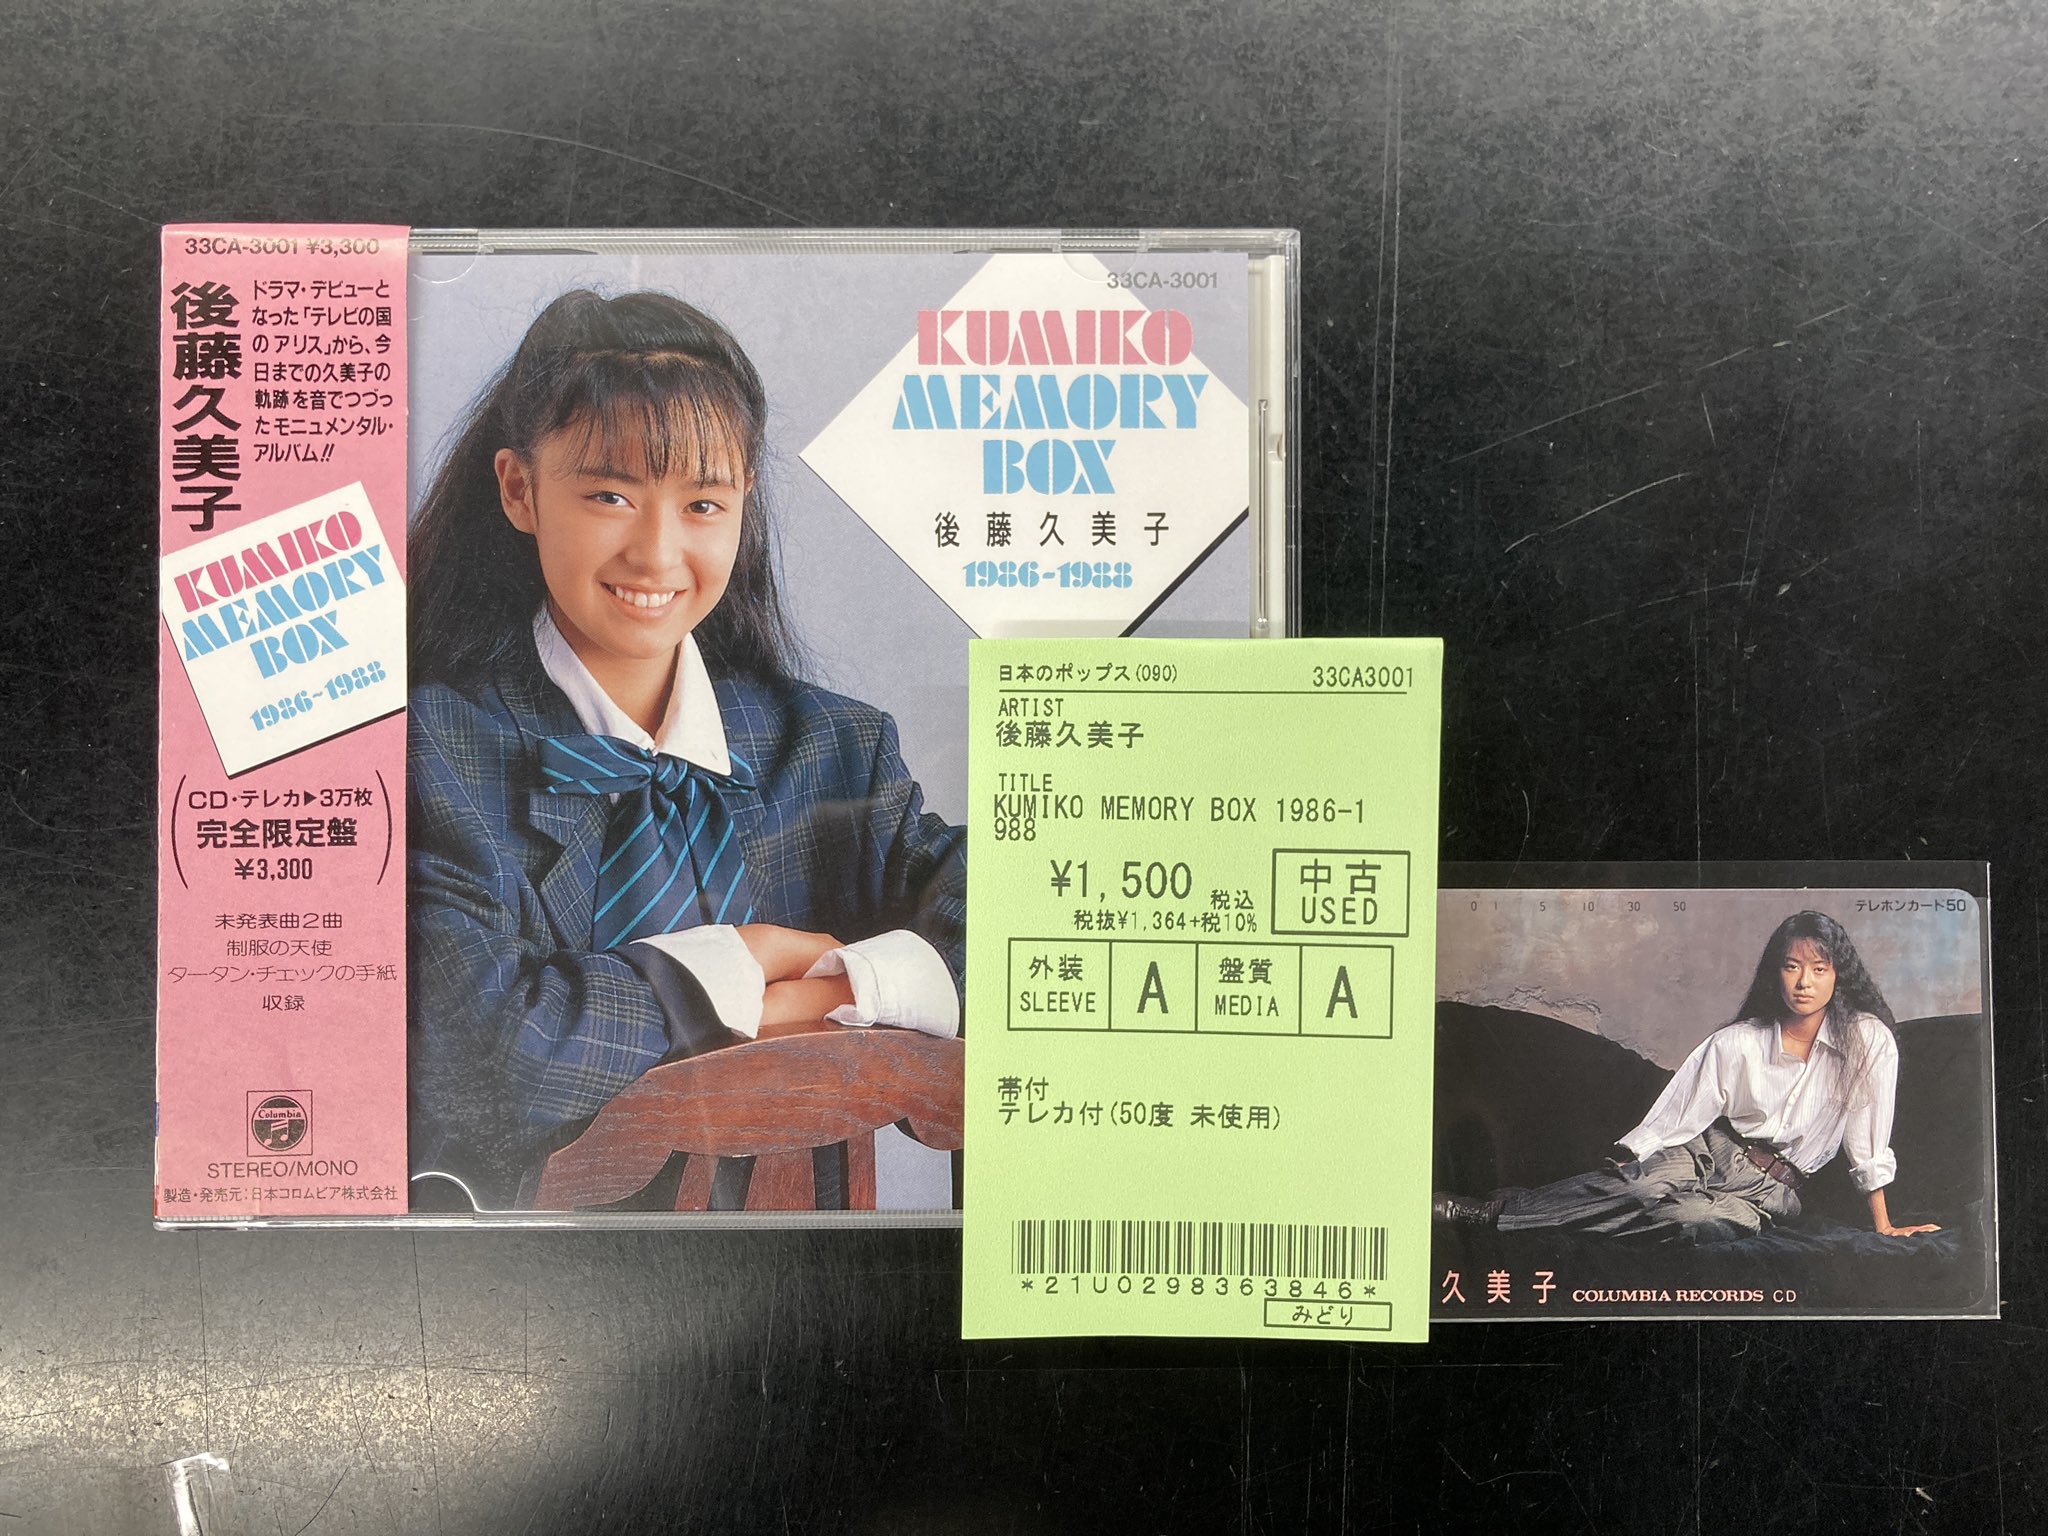 33CA-3001 ¥3,300
後藤久美子
ドラマ・デビューと
なった「テレビの国
のアリス」から、今
日までの久美子の
軌跡を音でつづっ
たモニュメンタル・
アルバム!!
KUMIKO
MEMORY
BOX
1986~1988
CD・テレカ▶3万枚
完全限定盤
¥3,300
未発表曲2曲
制服の天使
タータン・チェックの手紙
収録
Columbia
STEREO/MONO
製造・発売元:日本コロムビア株式会社
33CA-3001
KUMIKO
MEMORY
BOX
後藤久美子
1986-1988
日本のポップス(090) 33CA3001
ARTIST
後藤久美子
TITLE
KUMIKO MEMORY BOX 1986-1
988
¥1,500 税込
税抜¥1,364+税10%
中古
USED
外装
SLEEVE
A
盤質
MEDIA
A
帯付
テレカ付(50度 未使用)
*21U0298363846*
みどり
0 1 5 10 30 50
テレホンカード50
久美子 COLUMBIA RECORDS CD